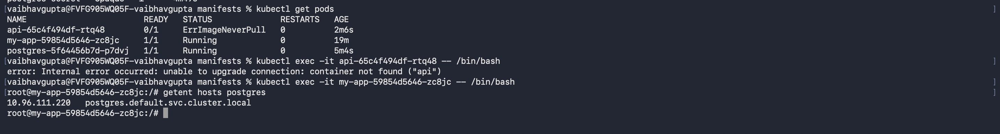 [vaibhavgupta@FVFG905WQ05F-vaibhavgupta manifests % kubectl get pods ]
NAME READY STATUS RESTARTS AGE
api-65c4f494df-rtq48 0/1 ErrImageNeverPull 0 2m6s
my-app-59854d5646-zc8jc 1/1 Running 0 19m
postgres-5f64456b7d-p7dvj 1/1 Running 0 5m4s
[vaibhavgupta@FVFG905WQ05F-vaibhavgupta manifests % kubectl exec -it api-65c4f494df-rtq48 -- /bin/bash ]
error: Internal error occurred: unable to upgrade connection: container not found ("api")
[vaibhavgupta@FVFG905WQ05F-vaibhavgupta manifests % kubectl exec -it my-app-59854d5646-zc8jc -- /bin/bash ]
[root@my-app-59854d5646-zc8jc:/# getent hosts postgres ]
10.96.111.220 postgres.default.svc.cluster.local
root@my-app-59854d5646-zc8jc:/#